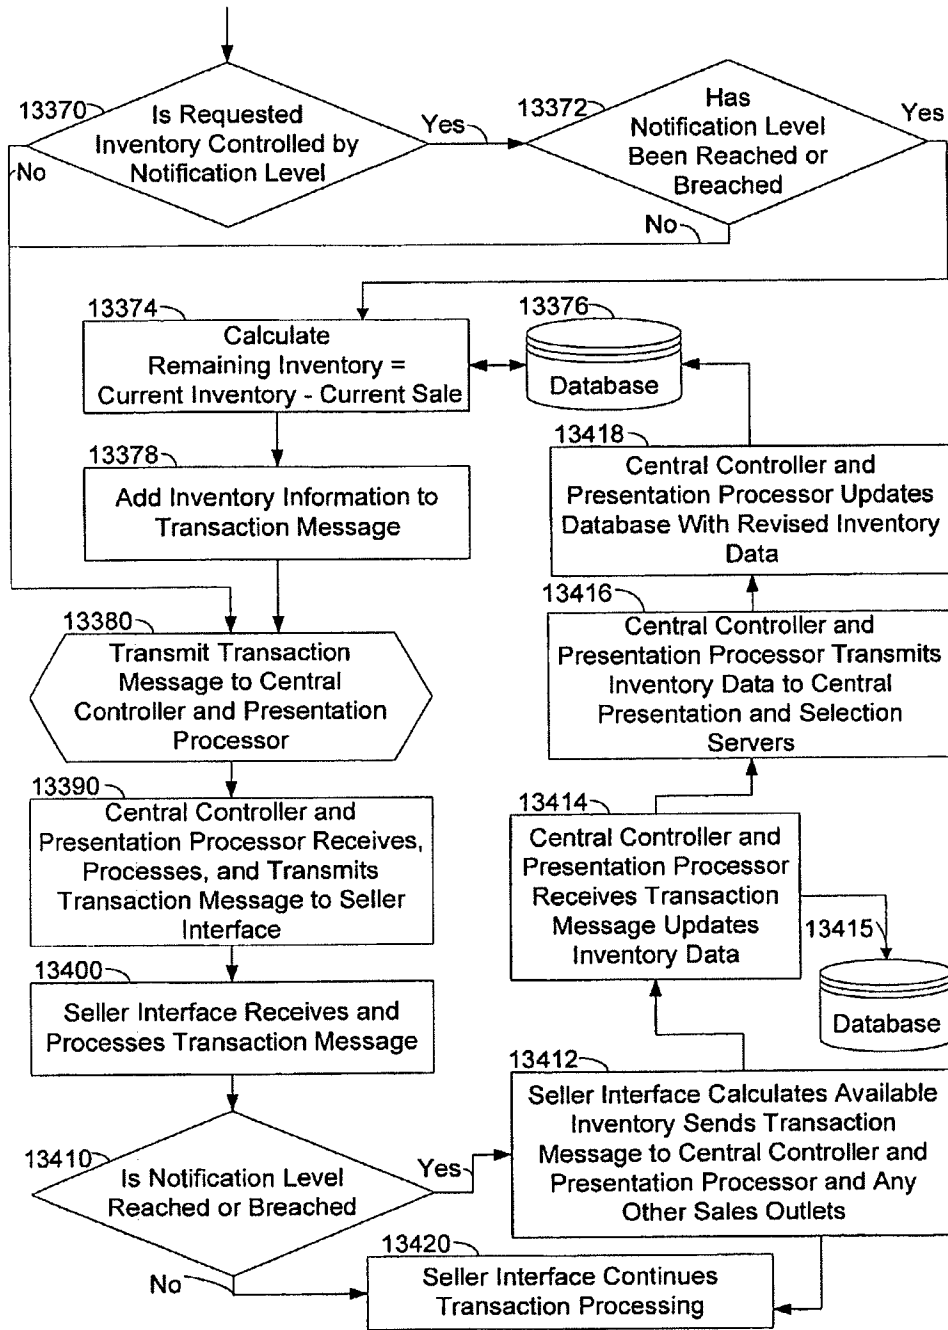 13370
Is Requested
Inventory Controlled by
Notification Level
Yes
No
13372
Has
Notification Level
Been Reached or
Breached
Yes
No
13374
Calculate
Remaining Inventory =
Current Inventory - Current Sale
13376
Database
13378
Add Inventory Information to
Transaction Message
13418
Central Controller and
Presentation Processor Updates
Database With Revised Inventory
Data
13416
Central Controller and
Presentation Processor Transmits
Inventory Data to Central
Presentation and Selection
Servers
13380
Transmit Transaction
Message to Central
Controller and Presentation
Processor
13390
Central Controller and
Presentation Processor Receives,
Processes, and Transmits
Transaction Message to Seller
Interface
13414
Central Controller and
Presentation Processor
Receives Transaction
Message Updates
Inventory Data
13415
Database
13400
Seller Interface Receives and
Processes Transaction Message
13412
Seller Interface Calculates Available
Inventory Sends Transaction
Message to Central Controller and
Presentation Processor and Any
Other Sales Outlets
13410
Is Notification Level
Reached or Breached
Yes
No
13420
Seller Interface Continues
Transaction Processing